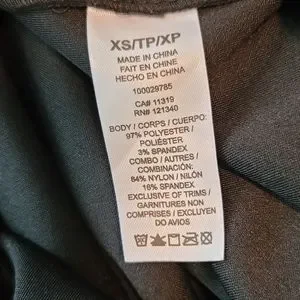 XS/TP/XP
MADE IN CHINA
FAIT EN CHINE
HECHO EN CHINA
100029785
CA# 11319
RN# 121340
BODY / CORPS / CUERPO:
97% POLYESTER /
POLIÉSTER
3% SPANDEX
COMBO / AUTRES /
COMBINACIÓN:
84% NYLON / NILÓN
16% SPANDEX
EXCLUSIVE OF TRIMS /
GARNITURES NON
COMPRISES / EXCLUYEN
DO AVIOS